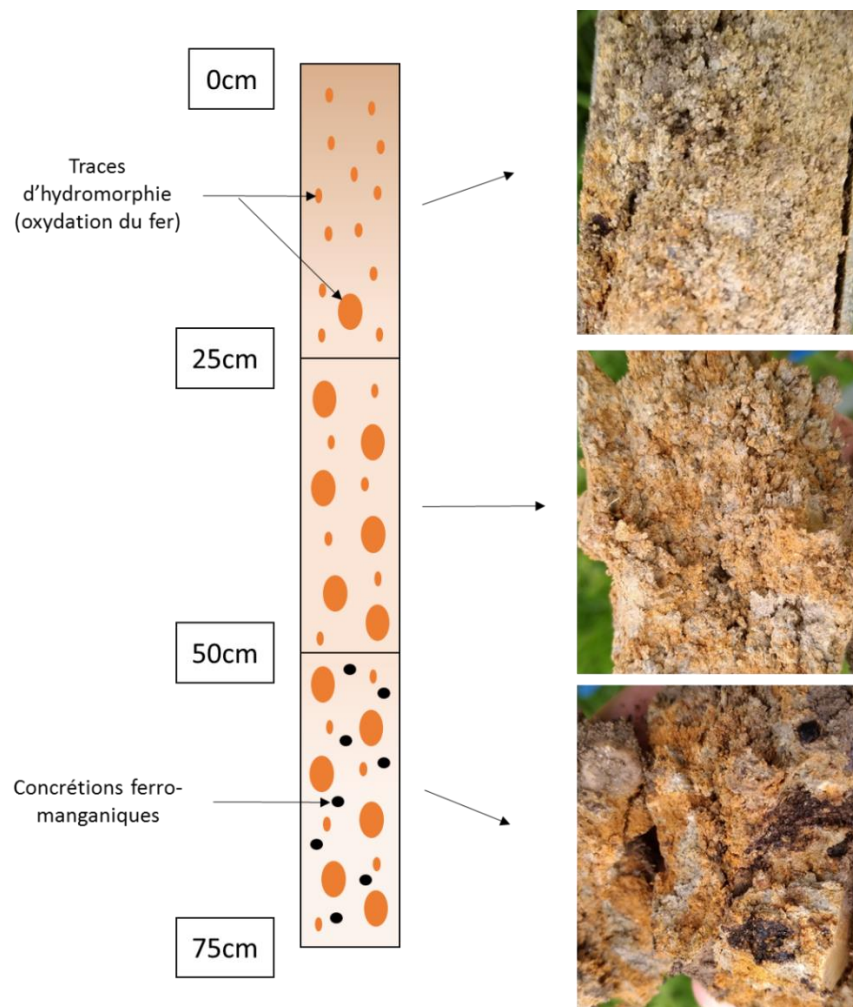 0cm
Traces
d’hydromorphie
(oxydation du fer)
25cm
50cm
Concrétions ferro-
manganiques
75cm